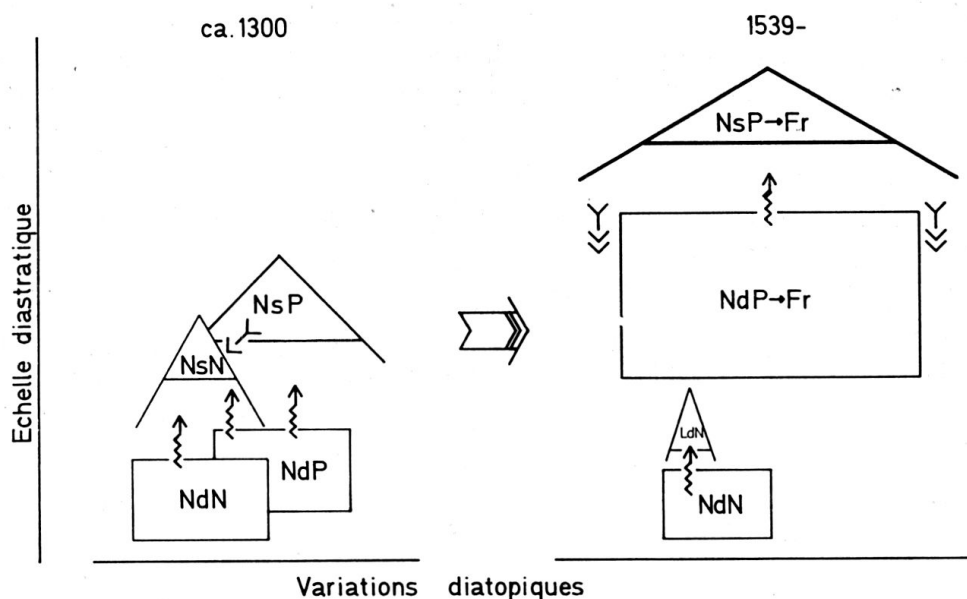 ca.1300
1539-
Echelle diastratique
NsP→Fr
NsP
NsN
NdP→Fr
LdN
NdP
NdN
NdN
Variations diatopiques